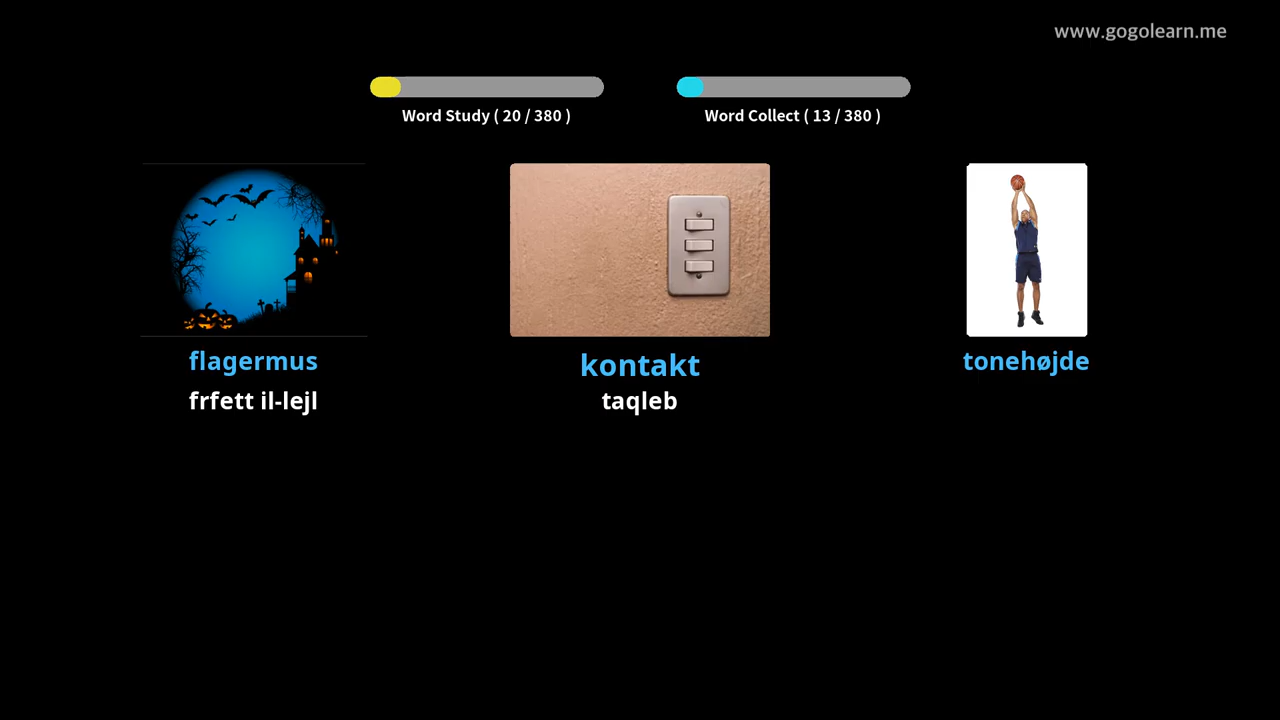 www.gogolearn.me
Word Study ( 20 / 380 )
Word Collect ( 13 / 380 )
flagermus
frfett il-lejl
kontakt
taqleb
tonehøjde